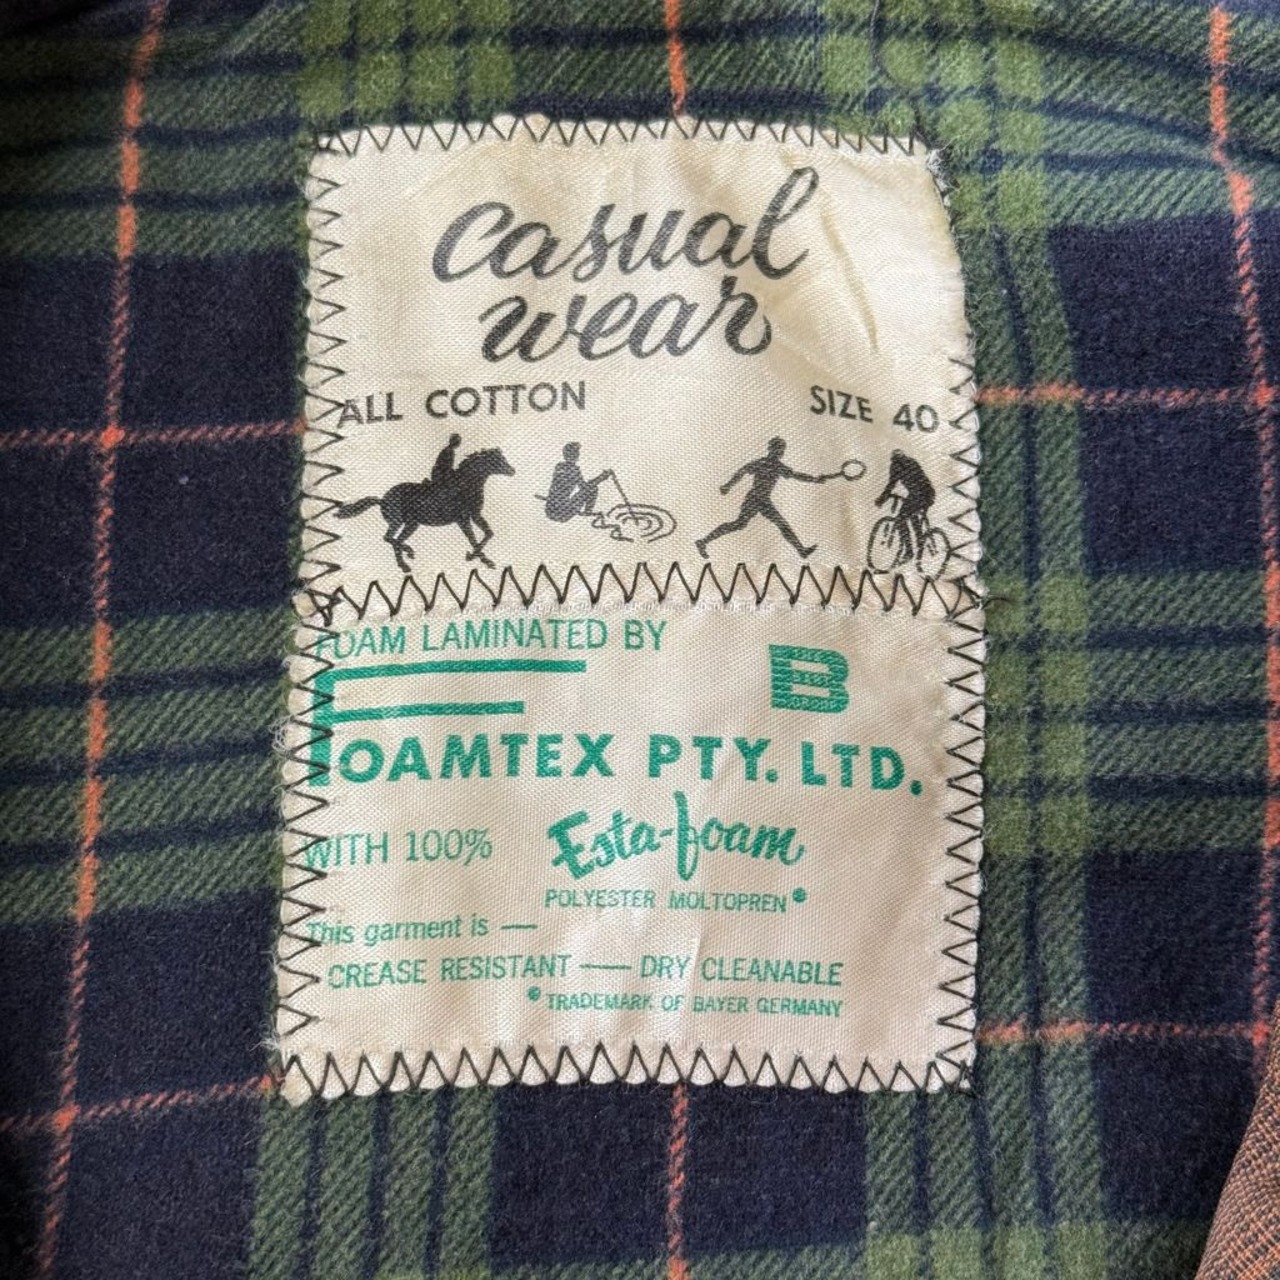 Casual
wear
ALL COTTON
SIZE 40
FOAM LAMINATED BY
B
GROUP
FOAMTEX PTY. LTD.
WITH 100% Esta-foam
POLYESTER MOLTOPREN®
This garment is —
CREASE RESISTANT — DRY CLEANABLE
® TRADEMARK OF BAYER GERMANY